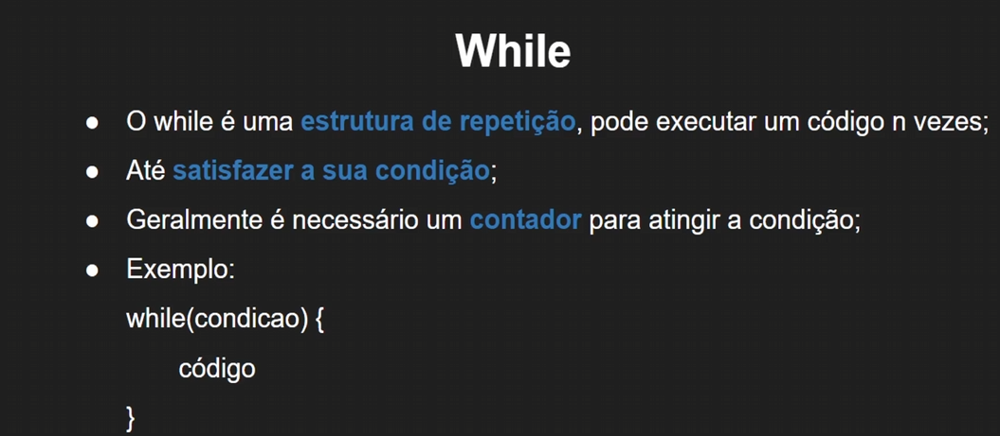 While
● O while é uma estrutura de repetição, pode executar um código n vezes;
● Até satisfazer a sua condição;
● Geralmente é necessário um contador para atingir a condição;
● Exemplo:
while(condicao) {
código
}